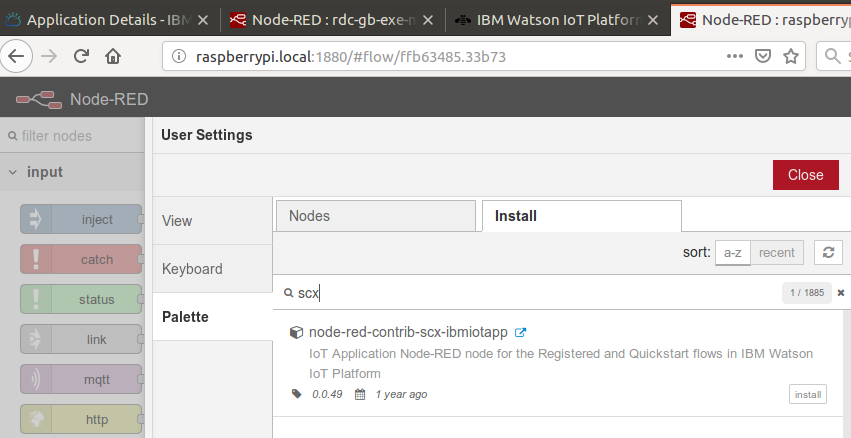 Application Details - IBM
Node-RED : rdc-gb-exe-m
IBM Watson IoT Platform
Node-RED : raspberryp
raspberrypi.local:1880/#flow/ffb63485.33b73
Node-RED
filter nodes
input
inject
catch
status
link
mqtt
http
User Settings
Close
View
Keyboard
Palette
Nodes
Install
sort:
a-z
recent
scx
1 / 1885
node-red-contrib-scx-ibmiotapp
IoT Application Node-RED node for the Registered and Quickstart flows in IBM Watson
IoT Platform
0.0.49
1 year ago
install